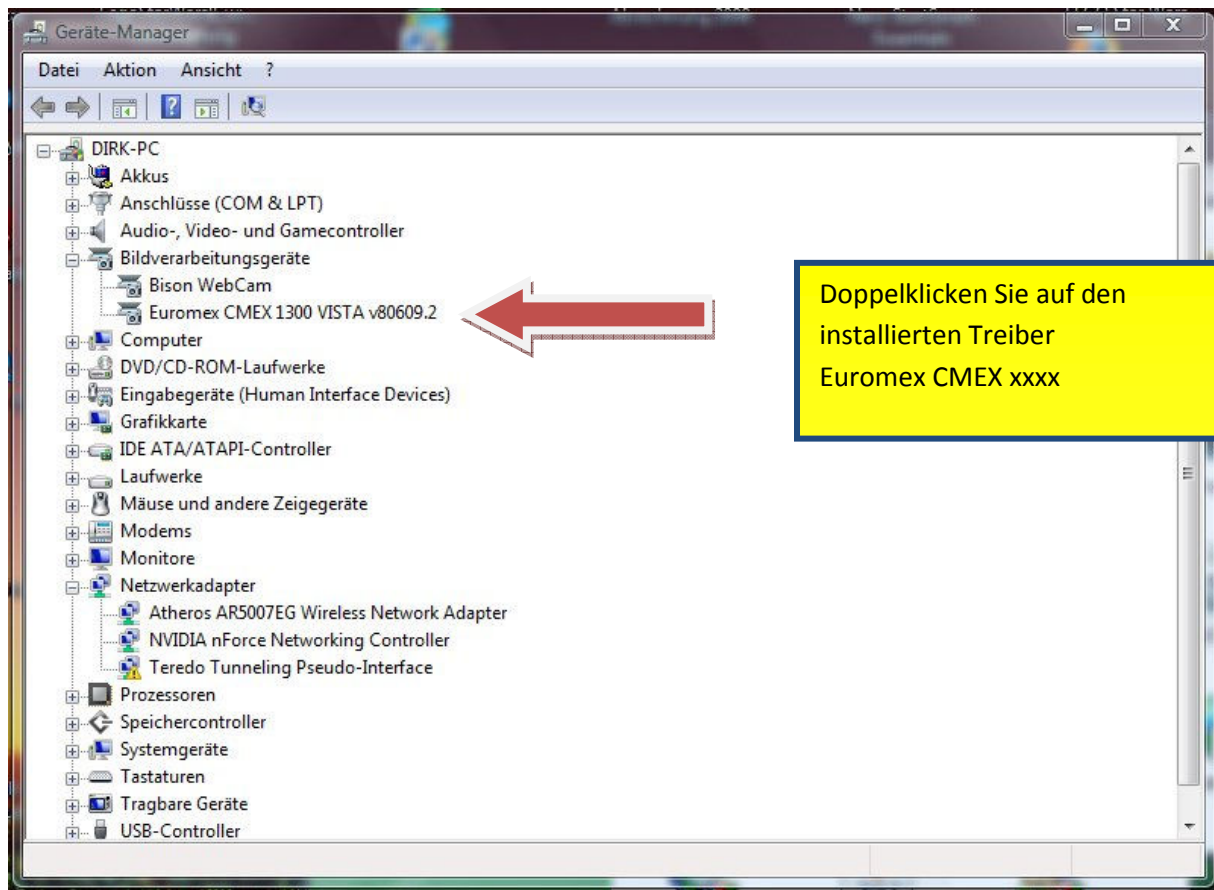 Geräte-Manager
Datei Aktion Ansicht ?
DIRK-PC
Akkus
Anschlüsse (COM & LPT)
Audio-, Video- und Gamecontroller
Bildverarbeitungsgeräte
Bison WebCam
Euromex CMEX 1300 VISTA v80609.2
Computer
DVD/CD-ROM-Laufwerke
Eingabegeräte (Human Interface Devices)
Grafikkarte
IDE ATA/ATAPI-Controller
Laufwerke
Mäuse und andere Zeigegeräte
Modems
Monitore
Netzwerkadapter
Atheros AR5007EG Wireless Network Adapter
NVIDIA nForce Networking Controller
Teredo Tunneling Pseudo-Interface
Prozessoren
Speichercontroller
Systemgeräte
Tastaturen
Tragbare Geräte
USB-Controller
Doppelklicken Sie auf den
installierten Treiber
Euromex CMEX xxxx